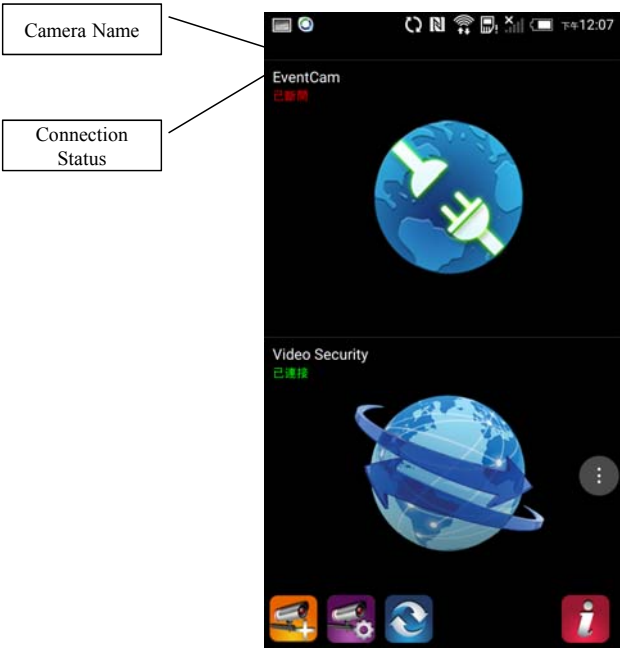 Camera Name
Connection
Status
下午12:07
EventCam
已斷開
Video Security
已連接